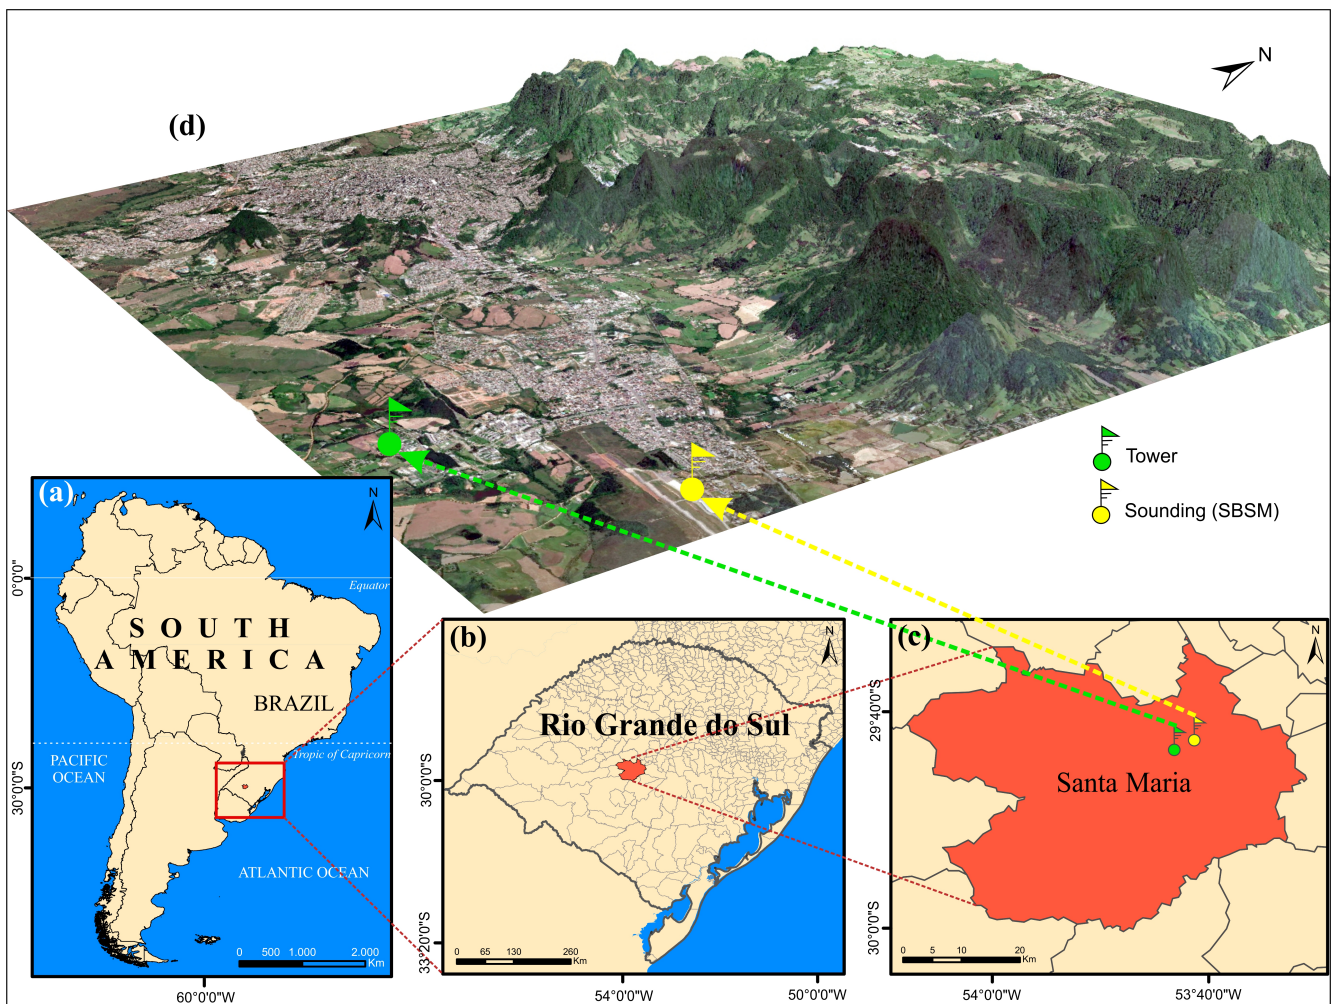 (d)
N
Tower
Sounding (SBSM)
(a)
N
0°0'0"
Equator
SOUTH
AMERICA
BRAZIL
Tropic of Capricorn
PACIFIC
OCEAN
30°0'0"S
ATLANTIC OCEAN
0 500 1.000 2.000
Km
60°0'0"W
(b)
N
Rio Grande do Sul
30°0'0"S
33°20'0"S
0 65 130 260
Km
54°0'0"W 50°0'0"W
(c)
N
29°40'0"S
Santa Maria
30°0'0"S
0 5 10 20
Km
54°0'0"W 53°40'0"W